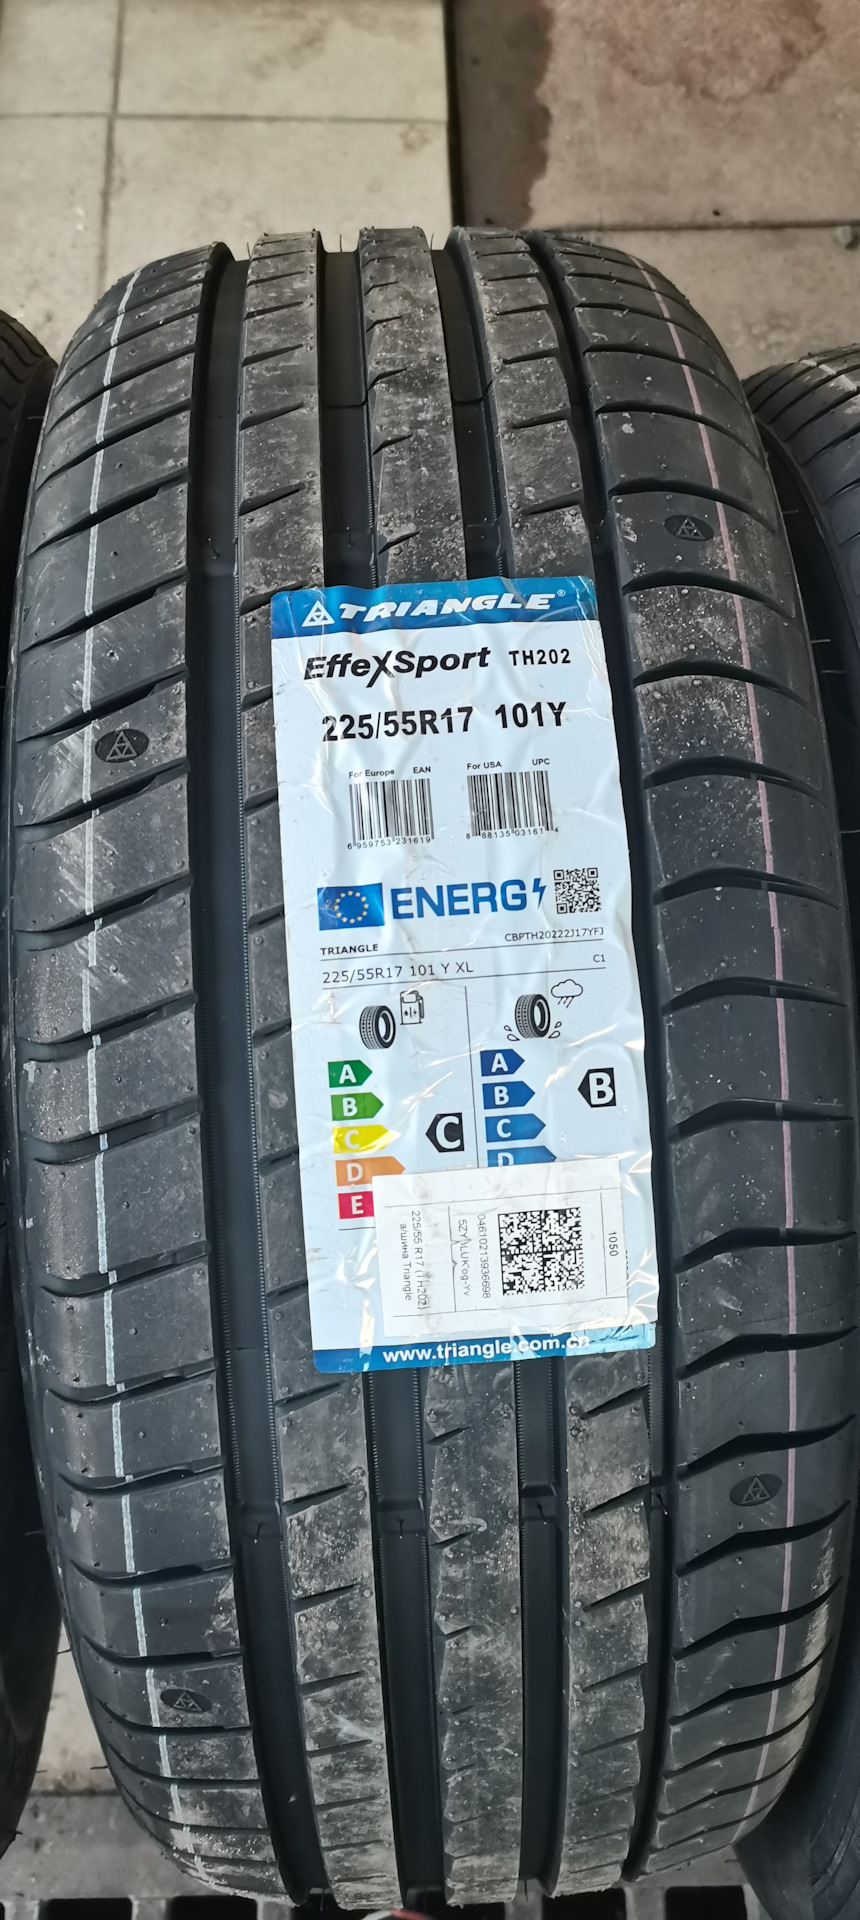 TRIANGLE®
EffeXSport TH202
225/55R17 101Y
For Europe EAN
For USA UPC
6 959753 231619
8 88135 03161 4
ENERG
TRIANGLE
CBPTH20222J17YFJ
225/55R17 101 Y XL
C1
A
B
C
D
E
C
A
B
C
D
B
225/55 R17 (TH202)
а/шина Triangle
04610213936698
1050
www.triangle.com.cn